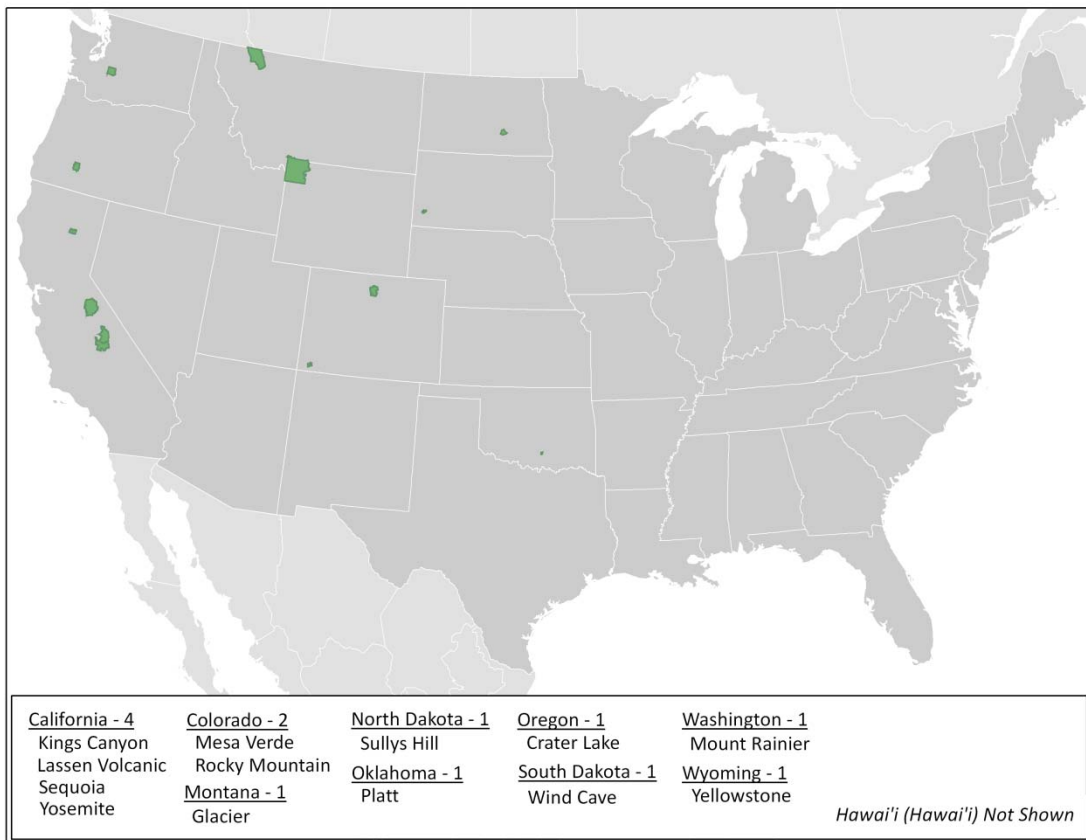 California - 4
Kings Canyon
Lassen Volcanic
Sequoia
Yosemite
Colorado - 2
Mesa Verde
Rocky Mountain
Montana - 1
Glacier
North Dakota - 1
Sullys Hill
Oklahoma - 1
Platt
Oregon - 1
Crater Lake
South Dakota - 1
Wind Cave
Washington - 1
Mount Rainier
Wyoming - 1
Yellowstone
Hawai'i (Hawai'i) Not Shown